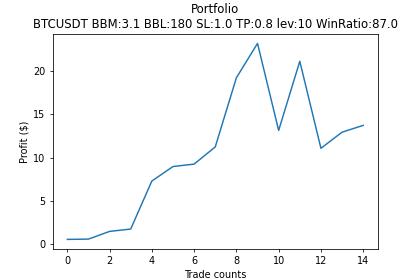 Portfolio
BTCUSDT BBM:3.1 BBL:180 SL:1.0 TP:0.8 lev:10 WinRatio:87.0
20
15
10
5
0
Profit ($)
0 2 4 6 8 10 12 14
Trade counts